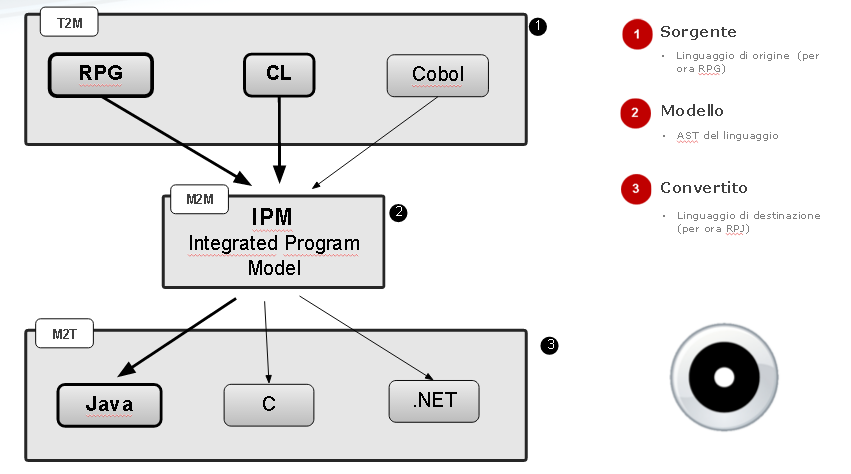 T2M
1
RPG
CL
Cobol
M2M
IPM
2
Integrated Program
Model
M2T
3
Java
C
.NET
1 Sorgente
• Linguaggio di origine (per
ora RPG)
2 Modello
• AST del linguaggio
3 Convertito
• Linguaggio di destinazione
(per ora RPJ)